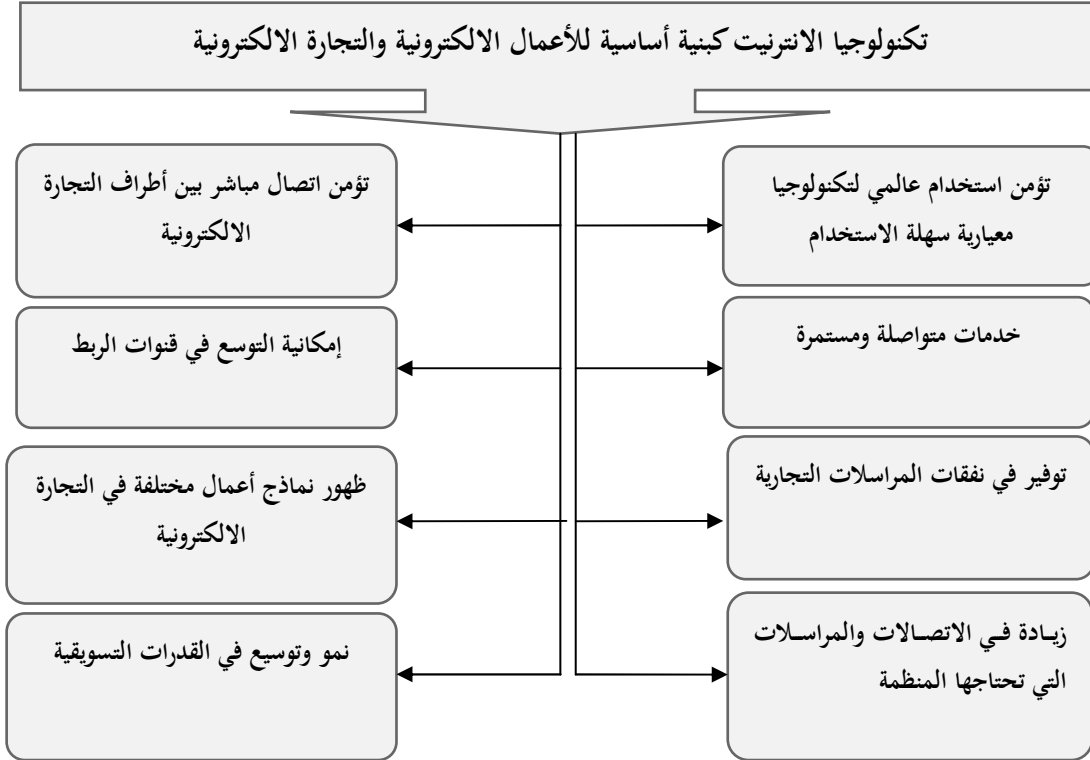 تكنولوجيا الانترنيت كبنية أساسية للأعمال الالكترونية والتجارة الالكترونية
تؤمن استخدام عالمي لتكنولوجيا
معيارية سهلة الاستخدام
تؤمن اتصال مباشر بين أطراف التجارة
الالكترونية
خدمات متواصلة ومستمرة
إمكانية التوسع في قنوات الربط
توفير في نفقات المراسلات التجارية
ظهور نماذج أعمال مختلفة في التجارة
الالكترونية
زيادة في الاتصالات والمراسلات
التي تحتاجها المنظمة
نمو وتوسيع في القدرات التسويقية